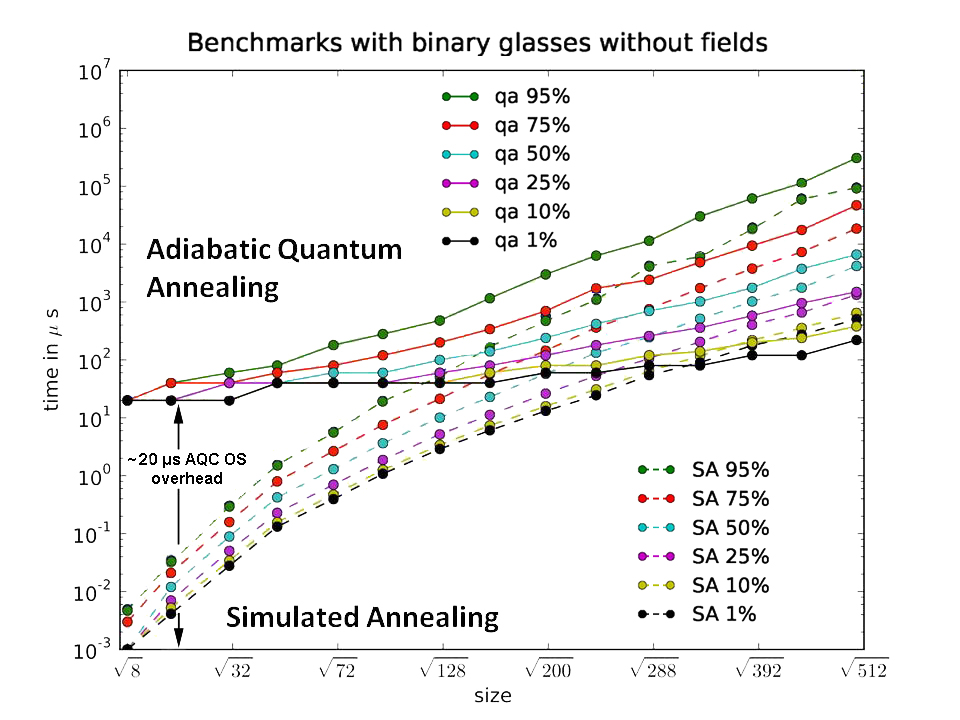 Benchmarks with binary glasses without fields
10^7
10^6
10^5
10^4
10^3
10^2
10^1
10^0
10^-1
10^-2
10^-3
time in μ s
qa 95%
qa 75%
qa 50%
qa 25%
qa 10%
qa 1%
Adiabatic Quantum
Annealing
~20 µs AQC OS
overhead
SA 95%
SA 75%
SA 50%
SA 25%
SA 10%
SA 1%
Simulated Annealing
√8 √32 √72 √128 √200 √288 √392 √512
size